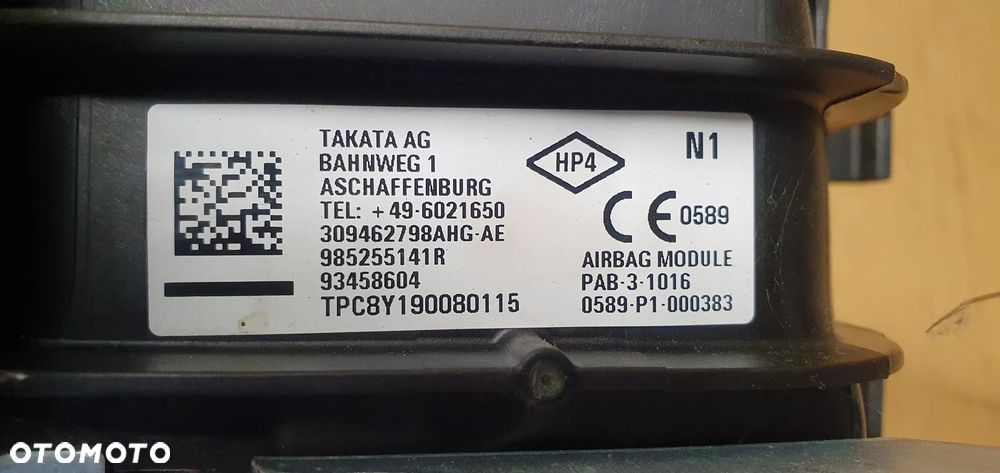 TAKATA AG
BAHNWEG 1
ASCHAFFENBURG
TEL: + 49-6021650
309462798AHG-AE
985255141R
93458604
TPC8Y190080115
HP4
N1
CE 0589
AIRBAG MODULE
PAB-3-1016
0589-P1-000383
OTOMOTO